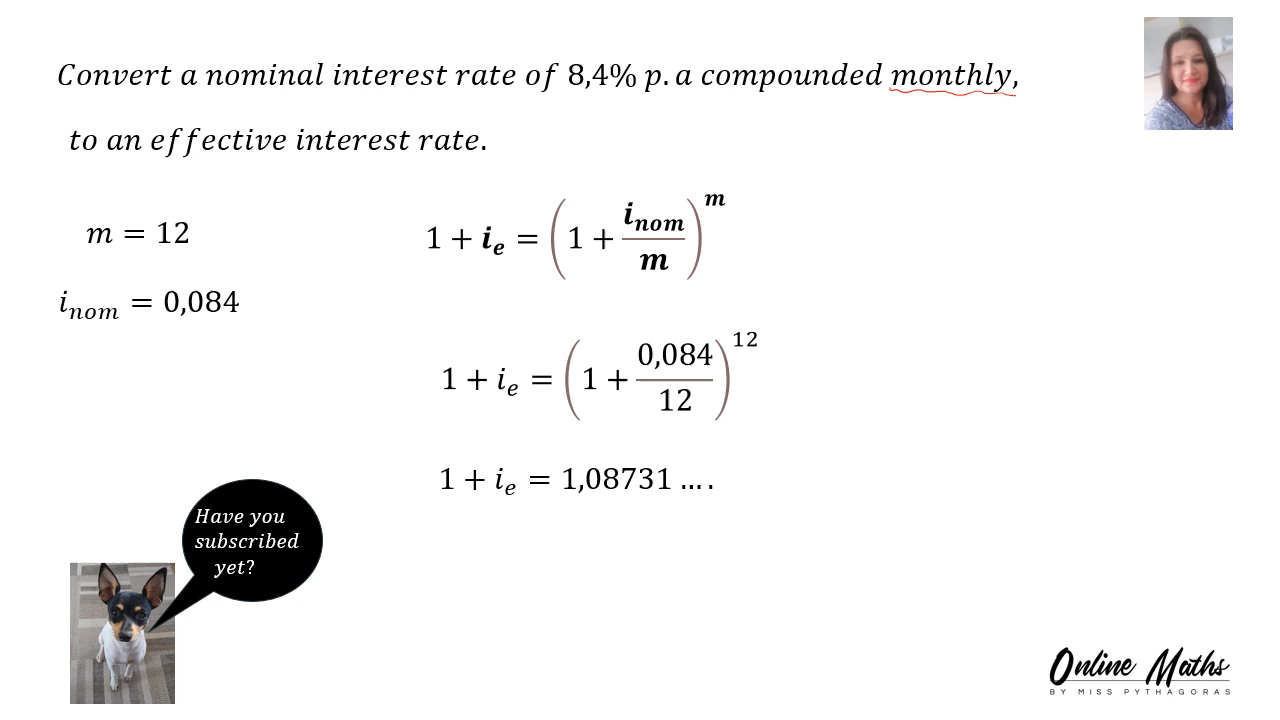 Convert a nominal interest rate of 8,4% p.a compounded monthly,
to an effective interest rate.
m = 12
i_nom = 0,084
1 + i_e = (1 + i_nom/m)^m
1 + i_e = (1 + 0,084/12)^12
1 + i_e = 1,08731 ....
Have you
subscribed
yet?
Online Maths
BY MISS PYTHAGORAS